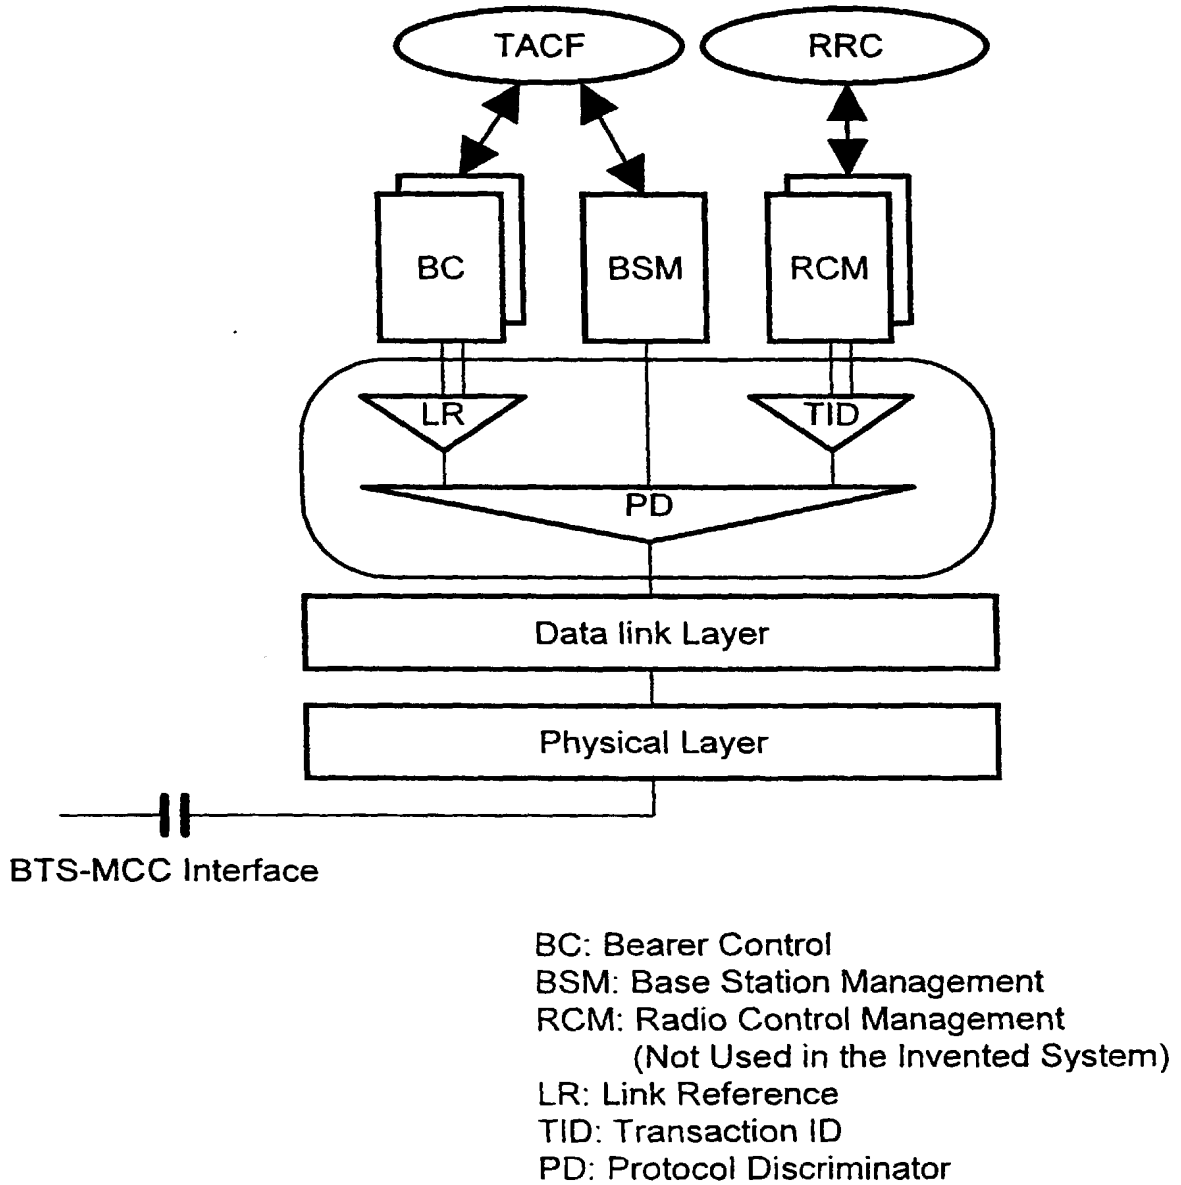 TACF
RRC
BC
BSM
RCM
LR
TID
PD
Data link Layer
Physical Layer
BTS-MCC Interface
BC: Bearer Control
BSM: Base Station Management
RCM: Radio Control Management
(Not Used in the Invented System)
LR: Link Reference
TID: Transaction ID
PD: Protocol Discriminator